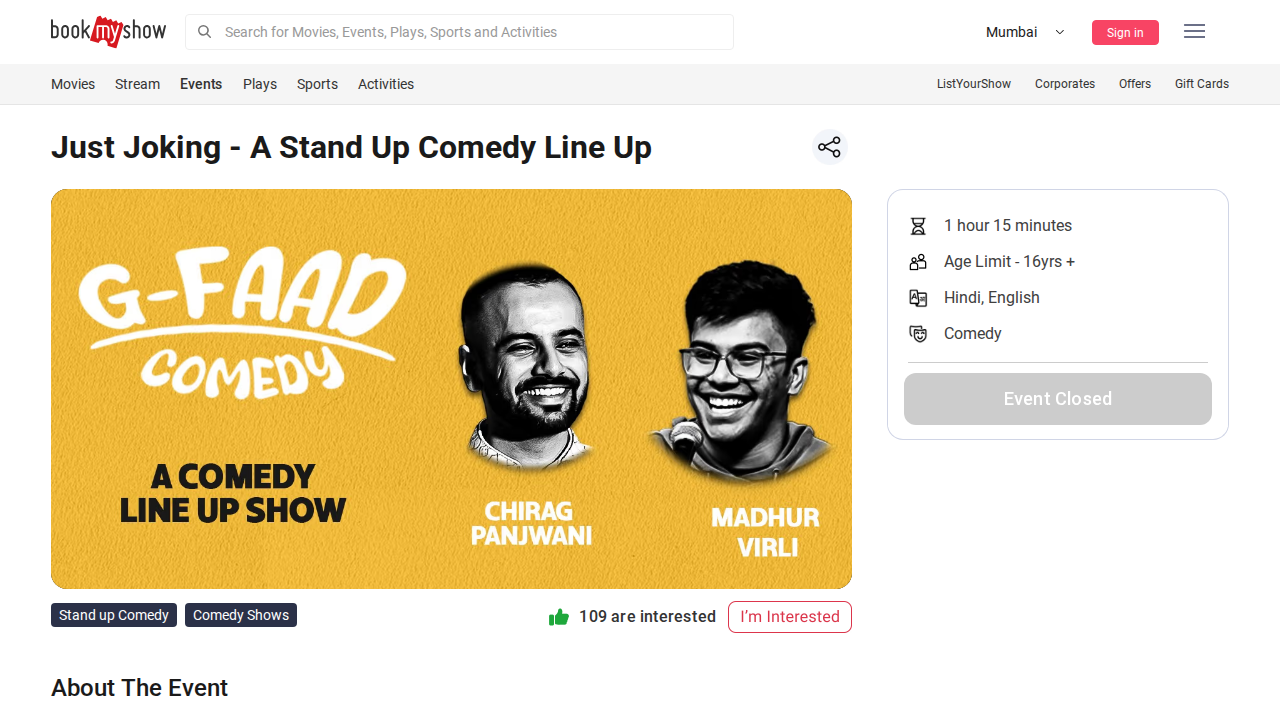 bookmyshow
Search for Movies, Events, Plays, Sports and Activities
Mumbai
Sign in
Movies
Stream
Events
Plays
Sports
Activities
ListYourShow
Corporates
Offers
Gift Cards
Just Joking - A Stand Up Comedy Line Up
G-FAAD
COMEDY
A COMEDY
LINE UP SHOW
CHIRAG
PANJWANI
MADHUR
VIRLI
1 hour 15 minutes
Age Limit - 16yrs +
Hindi, English
Comedy
Event Closed
Stand up Comedy
Comedy Shows
109 are interested
I’m Interested
About The Event